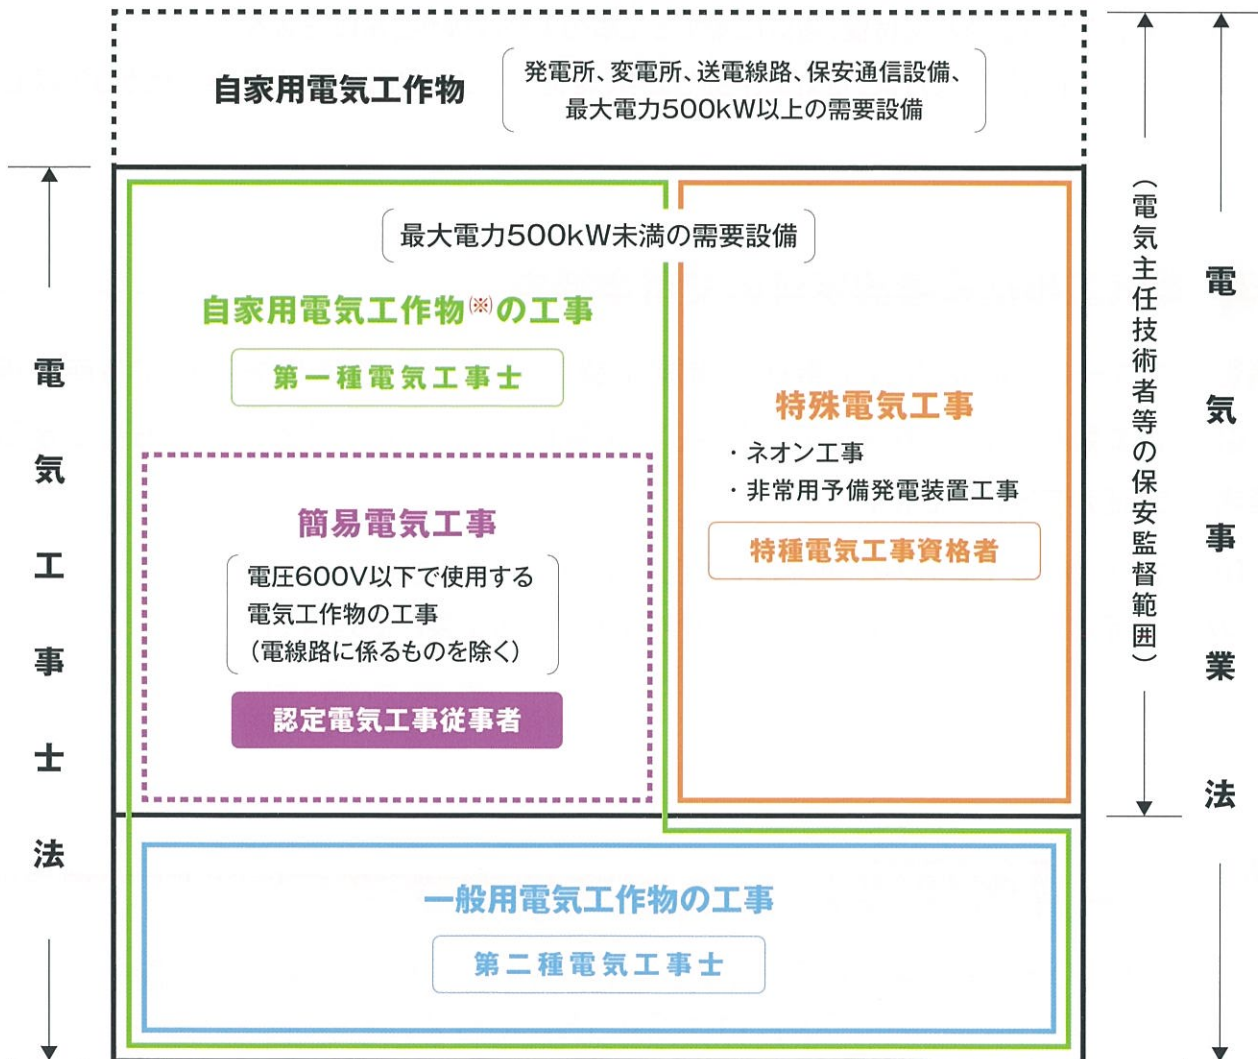 自家用電気工作物
発電所、変電所、送電線路、保安通信設備、
最大電力500kW以上の需要設備
最大電力500kW未満の需要設備
自家用電気工作物(※)の工事
第一種電気工事士
簡易電気工事
電圧600V以下で使用する
電気工作物の工事
(電線路に係るものを除く)
認定電気工事従事者
特殊電気工事
・ネオン工事
・非常用予備発電装置工事
特種電気工事資格者
一般用電気工作物の工事
第二種電気工事士
電気工事士法
(電気主任技術者等の保安監督範囲)
電気事業法